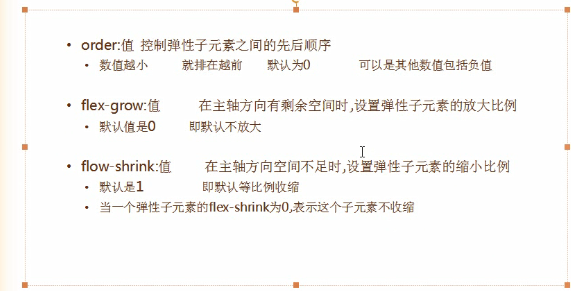 order:值 控制弹性子元素之间的先后顺序
数值越小 就排在越前 默认为0 可以是其他数值包括负值
flex-grow:值 在主轴方向有剩余空间时,设置弹性子元素的放大比例
默认值是0 即默认不放大
flow-shrink:值 在主轴方向空间不足时,设置弹性子元素的缩小比例
默认是1 即默认等比例收缩
当一个弹性子元素的flex-shrink为0,表示这个子元素不收缩